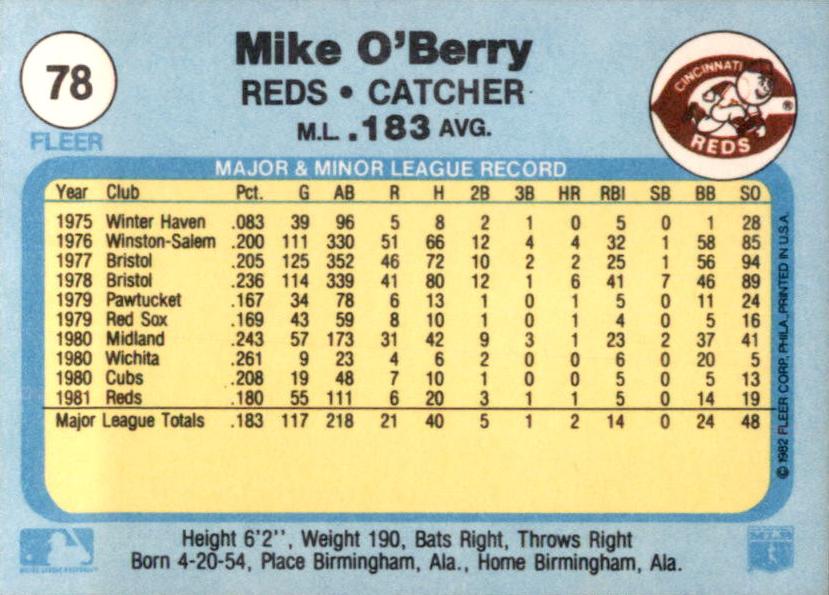 78
FLEER
Mike O'Berry
REDS • CATCHER
M.L. .183 AVG.
CINCINNATI
REDS
®
MAJOR & MINOR LEAGUE RECORD
Year Club Pct. G AB R H 2B 3B HR RBI SB BB SO
1975 Winter Haven .083 39 96 5 8 2 1 0 5 0 1 28
1976 Winston-Salem .200 111 330 51 66 12 4 4 32 1 58 85
1977 Bristol .205 125 352 46 72 10 2 2 25 1 56 94
1978 Bristol .236 114 339 41 80 12 1 6 41 7 46 89
1979 Pawtucket .167 34 78 6 13 1 0 1 5 0 11 24
1979 Red Sox .169 43 59 8 10 1 0 1 4 0 5 16
1980 Midland .243 57 173 31 42 9 3 1 23 2 37 41
1980 Wichita .261 9 23 4 6 2 0 0 6 0 20 5
1980 Cubs .208 19 48 7 10 1 0 0 5 0 5 13
1981 Reds .180 55 111 6 20 3 1 1 5 0 14 19
Major League Totals .183 117 218 21 40 5 1 2 14 0 24 48
© 1982 FLEER CORP., PHILA., PRINTED IN U.S.A.
Height 6'2'', Weight 190, Bats Right, Throws Right
Born 4-20-54, Place Birmingham, Ala., Home Birmingham, Ala.